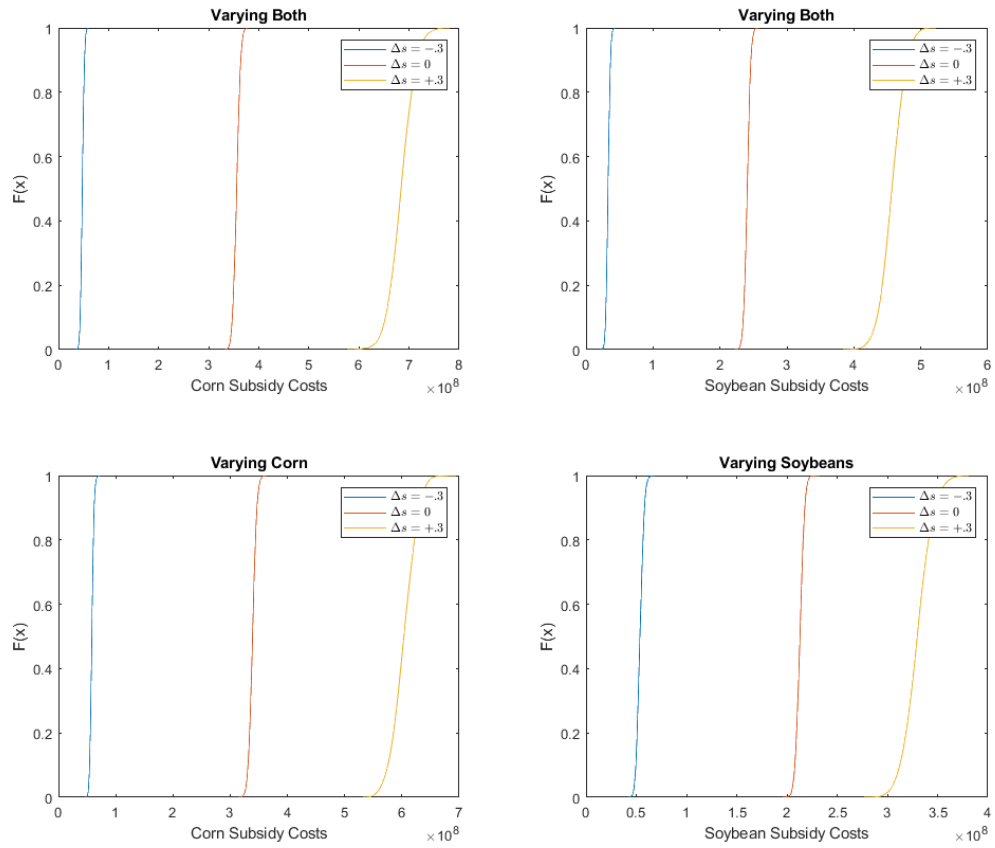 Varying Both
1
0.8
0.6
0.4
0.2
0
F(x)
Δs = −.3
Δs = 0
Δs = +.3
0 1 2 3 4 5 6 7 8
Corn Subsidy Costs
×10^8
Varying Both
1
0.8
0.6
0.4
0.2
0
F(x)
Δs = −.3
Δs = 0
Δs = +.3
0 1 2 3 4 5 6
Soybean Subsidy Costs
×10^8
Varying Corn
1
0.8
0.6
0.4
0.2
0
F(x)
Δs = −.3
Δs = 0
Δs = +.3
0 1 2 3 4 5 6 7
Corn Subsidy Costs
×10^8
Varying Soybeans
1
0.8
0.6
0.4
0.2
0
F(x)
Δs = −.3
Δs = 0
Δs = +.3
0 0.5 1 1.5 2 2.5 3 3.5 4
Soybean Subsidy Costs
×10^8